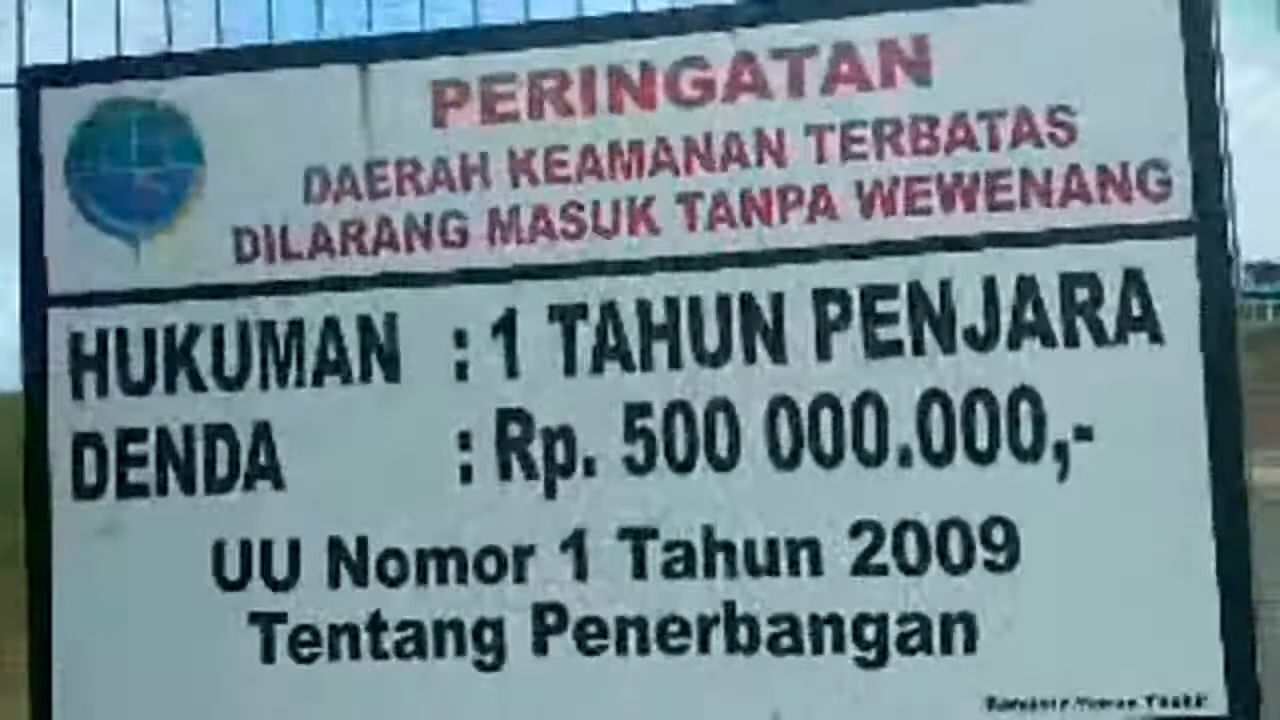 PERINGATAN
DAERAH KEAMANAN TERBATAS
DILARANG MASUK TANPA WEWENANG
HUKUMAN : 1 TAHUN PENJARA
DENDA : Rp. 500 000.000,-
UU Nomor 1 Tahun 2009
Tentang Penerbangan